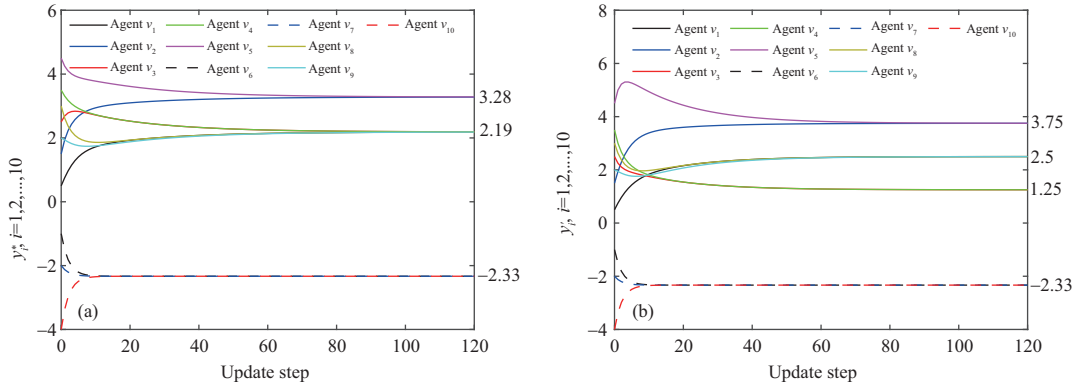 6
Agent v1 Agent v4 Agent v7 Agent v10
Agent v2 Agent v5 Agent v8
Agent v3 Agent v6 Agent v9
4
3.28
2.19
2
0
−2
−2.33
−4
(a)
yi*, i=1,2,...,10
0 20 40 60 80 100 120
Update step
8
Agent v1 Agent v4 Agent v7 Agent v10
Agent v2 Agent v5 Agent v8
Agent v3 Agent v6 Agent v9
6
4
3.75
2.5
2
1.25
0
−2
−2.33
−4
(b)
yi′, i=1,2,...,10
0 20 40 60 80 100 120
Update step